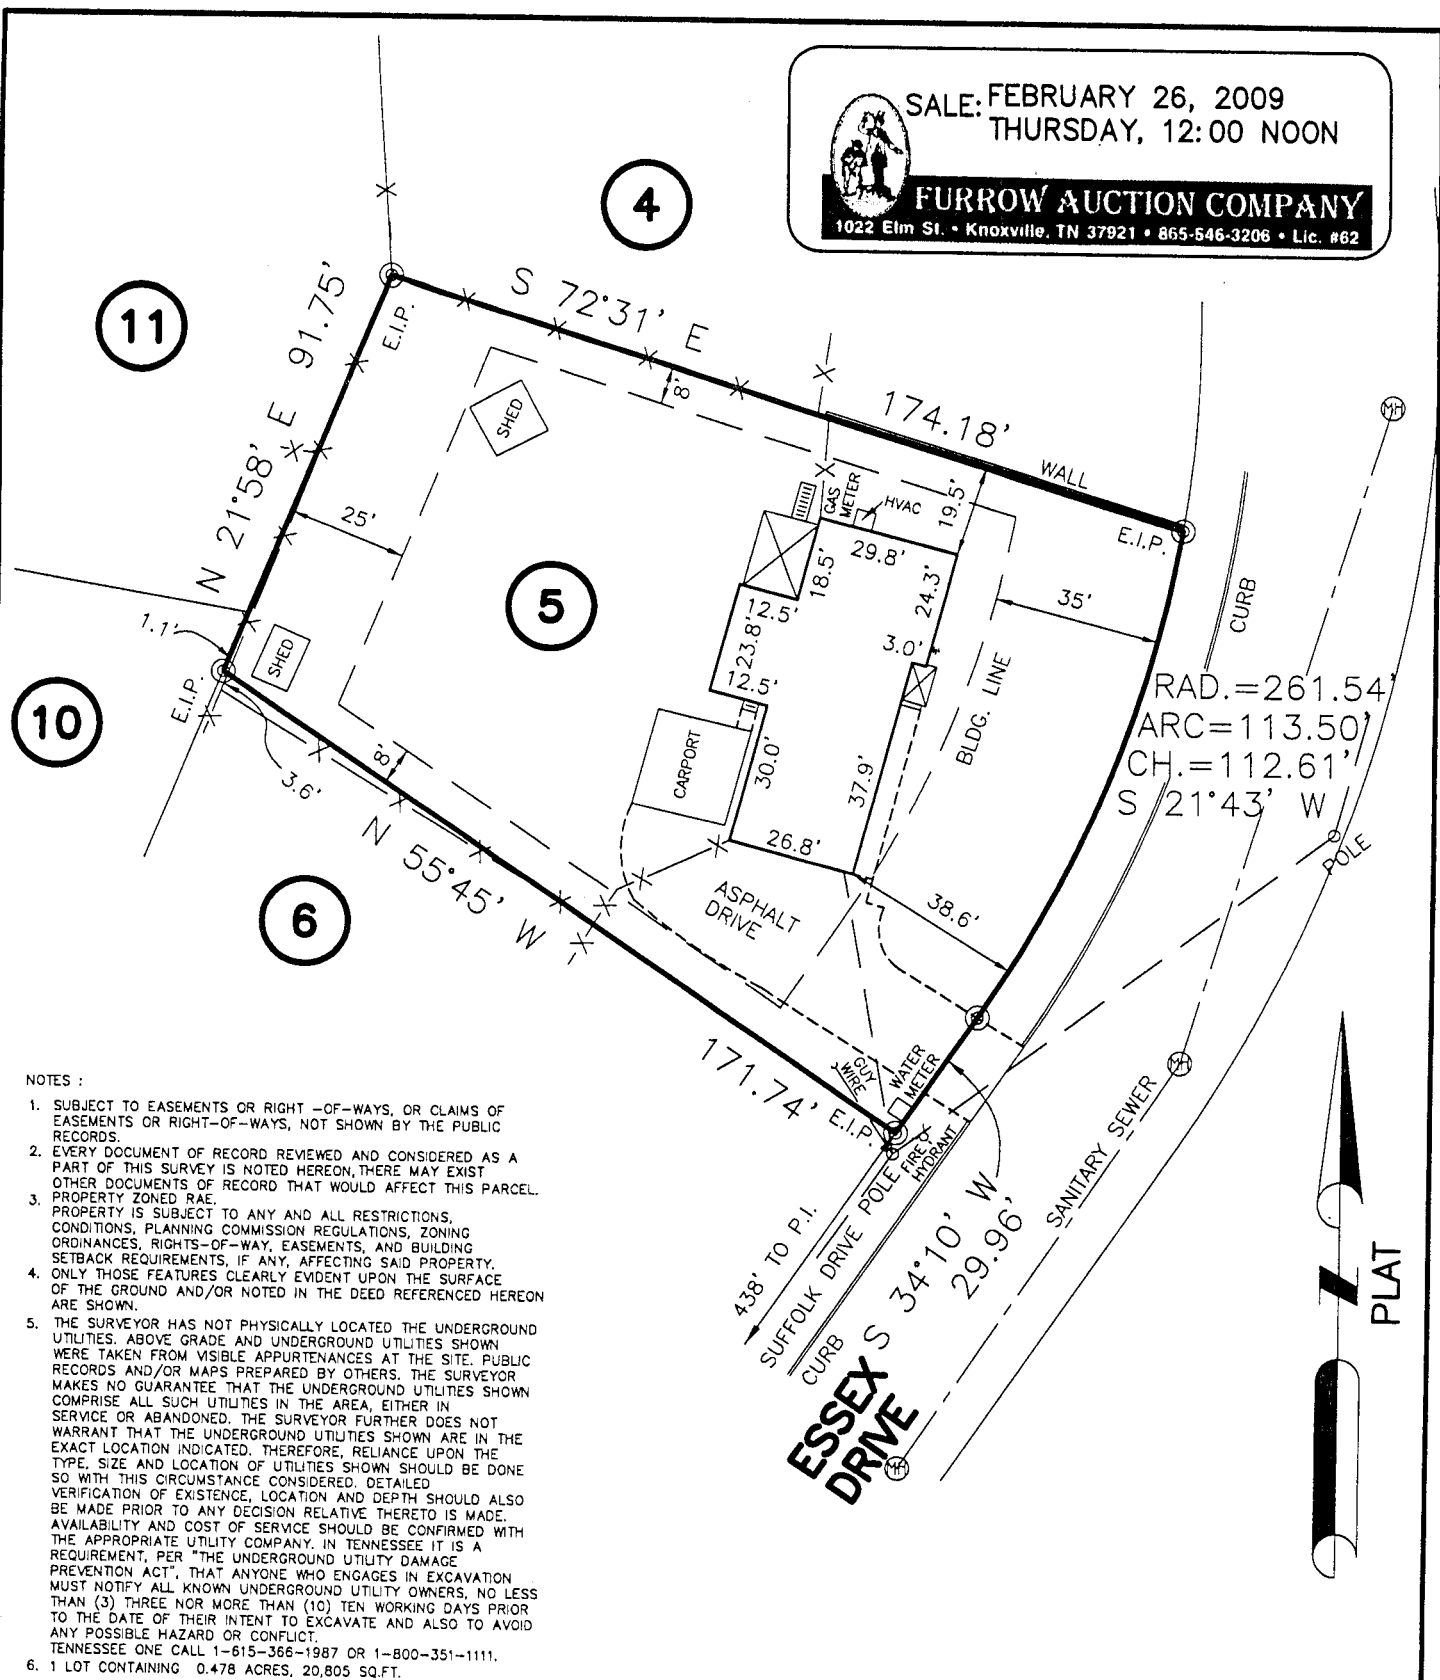 SALE: FEBRUARY 26, 2009
THURSDAY, 12:00 NOON
FURROW AUCTION COMPANY
1022 Elm St. • Knoxville, TN 37921 • 865-546-3206 • Lic. #62
4
11
S 72°31' E
174.18'
WALL
E.I.P.
N 21°58' E 91.75'
E.I.P.
8'
SHED
25'
GAS
METER
HVAC
19.5'
E.I.P.
29.8'
18.5'
24.3'
12.5'
5
35'
CURB
1.1'
SHED
23.8'
3.0'
12.5'
BLDG. LINE
RAD.=261.54'
ARC=113.50'
CH.=112.61'
S 21°43' W
10
E.I.P.
3.6'
8'
CARPORT
30.0'
37.9'
26.8'
POLE
N 55°45' W
171.74'
6
ASPHALT
DRIVE
38.6'
MH
MH
GUY
WIRE
WATER
METER
E.I.P.
FIRE
HYDRANT
POLE
SANITARY SEWER
438' TO P.I.
SUFFOLK DRIVE
CURB
S 34°10' W
29.96'
ESSEX
DRIVE
MH
PLAT
NOTES :
1. SUBJECT TO EASEMENTS OR RIGHT -OF-WAYS, OR CLAIMS OF
EASEMENTS OR RIGHT-OF-WAYS, NOT SHOWN BY THE PUBLIC
RECORDS.
2. EVERY DOCUMENT OF RECORD REVIEWED AND CONSIDERED AS A
PART OF THIS SURVEY IS NOTED HEREON, THERE MAY EXIST
OTHER DOCUMENTS OF RECORD THAT WOULD AFFECT THIS PARCEL.
3. PROPERTY ZONED RAE.
PROPERTY IS SUBJECT TO ANY AND ALL RESTRICTIONS,
CONDITIONS, PLANNING COMMISSION REGULATIONS, ZONING
ORDINANCES, RIGHTS-OF-WAY, EASEMENTS, AND BUILDING
SETBACK REQUIREMENTS, IF ANY, AFFECTING SAID PROPERTY.
4. ONLY THOSE FEATURES CLEARLY EVIDENT UPON THE SURFACE
OF THE GROUND AND/OR NOTED IN THE DEED REFERENCED HEREON
ARE SHOWN.
5. THE SURVEYOR HAS NOT PHYSICALLY LOCATED THE UNDERGROUND
UTILITIES. ABOVE GRADE AND UNDERGROUND UTILITIES SHOWN
WERE TAKEN FROM VISIBLE APPURTENANCES AT THE SITE. PUBLIC
RECORDS AND/OR MAPS PREPARED BY OTHERS. THE SURVEYOR
MAKES NO GUARANTEE THAT THE UNDERGROUND UTILITIES SHOWN
COMPRISE ALL SUCH UTILITIES IN THE AREA, EITHER IN
SERVICE OR ABANDONED. THE SURVEYOR FURTHER DOES NOT
WARRANT THAT THE UNDERGROUND UTILITIES SHOWN ARE IN THE
EXACT LOCATION INDICATED. THEREFORE, RELIANCE UPON THE
TYPE, SIZE AND LOCATION OF UTILITIES SHOWN SHOULD BE DONE
SO WITH THIS CIRCUMSTANCE CONSIDERED. DETAILED
VERIFICATION OF EXISTENCE, LOCATION AND DEPTH SHOULD ALSO
BE MADE PRIOR TO ANY DECISION RELATIVE THERETO IS MADE.
AVAILABILITY AND COST OF SERVICE SHOULD BE CONFIRMED WITH
THE APPROPRIATE UTILITY COMPANY. IN TENNESSEE IT IS A
REQUIREMENT, PER "THE UNDERGROUND UTILITY DAMAGE
PREVENTION ACT", THAT ANYONE WHO ENGAGES IN EXCAVATION
MUST NOTIFY ALL KNOWN UNDERGROUND UTILITY OWNERS, NO LESS
THAN (3) THREE NOR MORE THAN (10) TEN WORKING DAYS PRIOR
TO THE DATE OF THEIR INTENT TO EXCAVATE AND ALSO TO AVOID
ANY POSSIBLE HAZARD OR CONFLICT.
TENNESSEE ONE CALL 1-615-366-1987 OR 1-800-351-1111.
6. 1 LOT CONTAINING 0.478 ACRES, 20,805 SQ.FT.